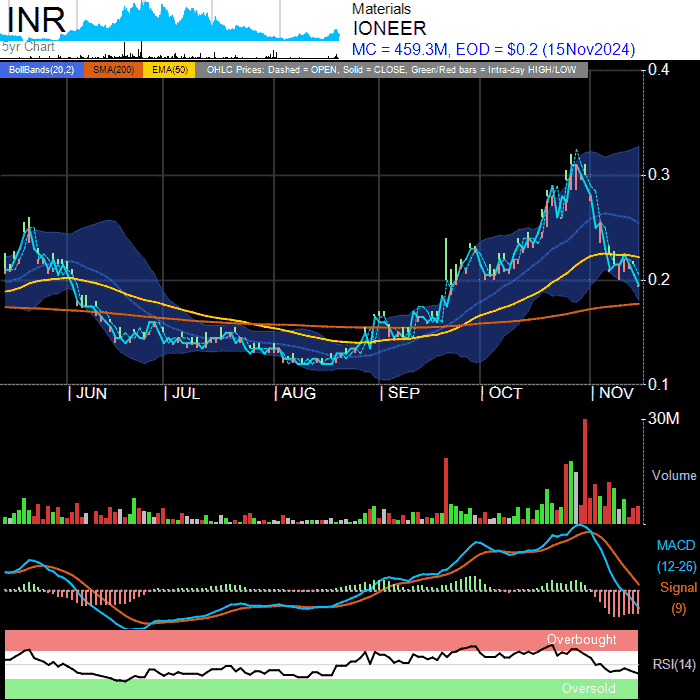 INR
5yr Chart
Materials
IONEER
MC = 459.3M, EOD = $0.2 (15Nov2024)
BollBands(20,2) SMA(200) EMA(50) OHLC Prices: Dashed = OPEN, Solid = CLOSE, Green/Red bars = Intra-day HIGH/LOW
0.4
0.3
0.2
0.1
| JUN | JUL | AUG | SEP | OCT | NOV
30M
Volume
MACD
(12-26)
Signal
(9)
Overbought
RSI(14)
Oversold